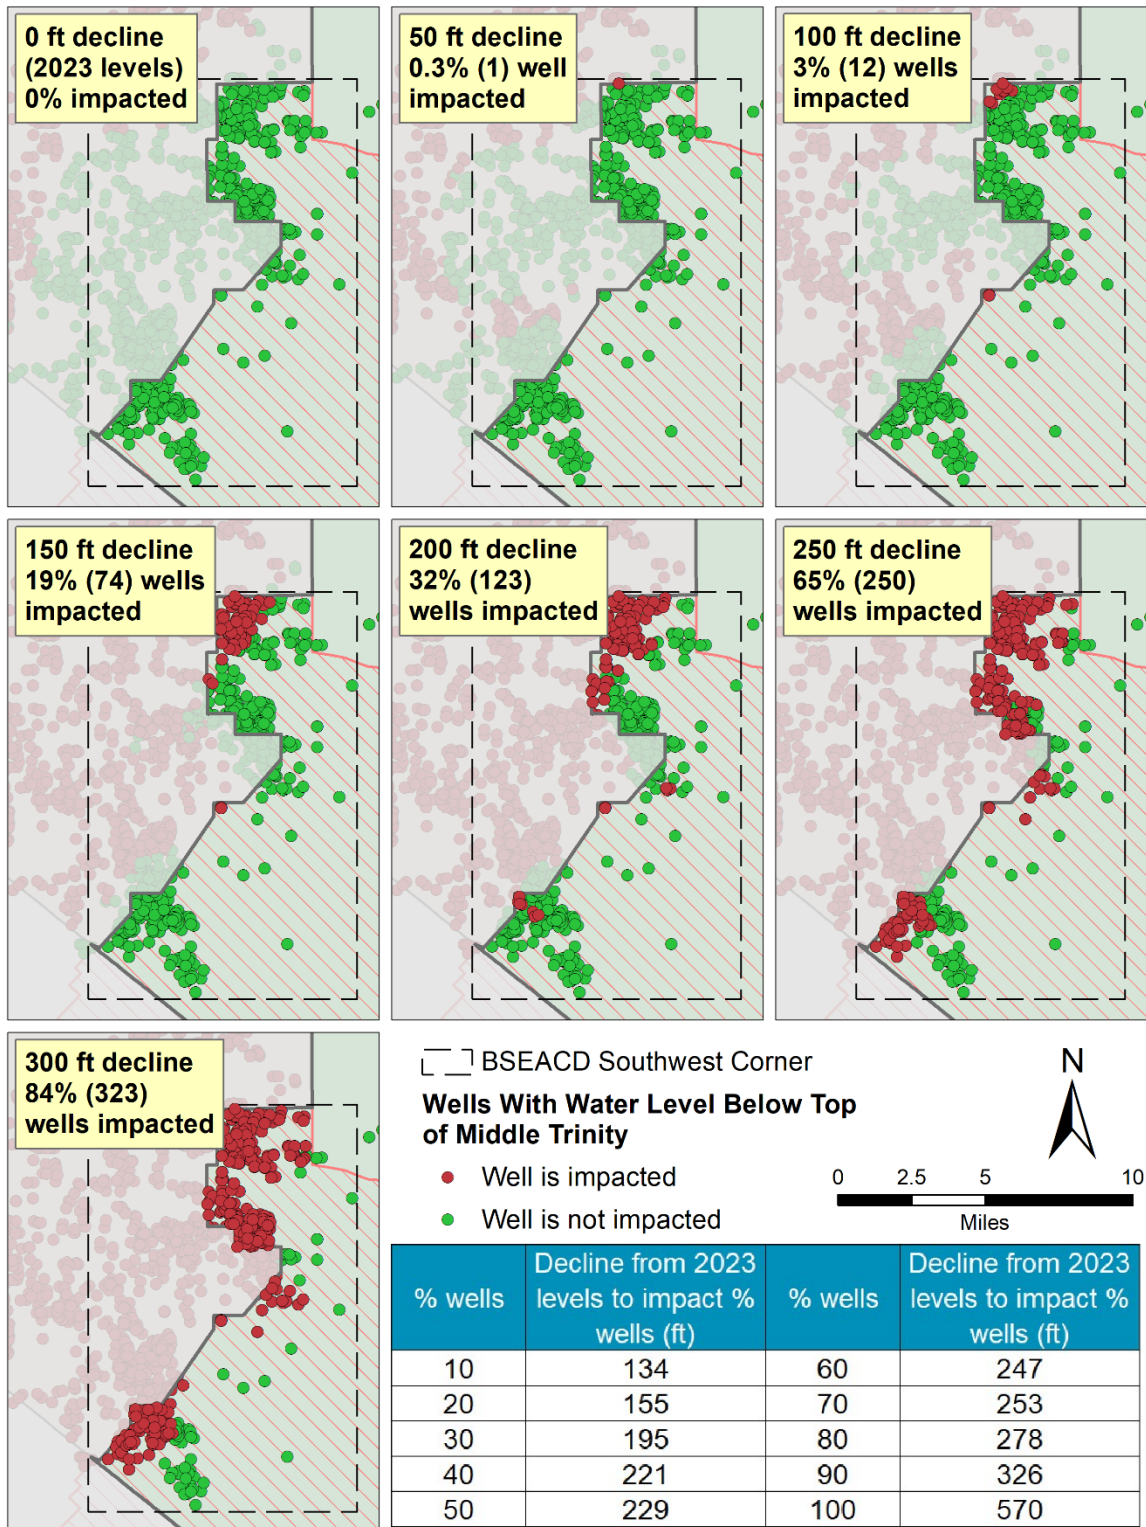 0 ft decline
(2023 levels)
0% impacted
50 ft decline
0.3% (1) well
impacted
100 ft decline
3% (12) wells
impacted
150 ft decline
19% (74) wells
impacted
200 ft decline
32% (123)
wells impacted
250 ft decline
65% (250)
wells impacted
300 ft decline
84% (323)
wells impacted
BSEACD Southwest Corner
Wells With Water Level Below Top
of Middle Trinity
Well is impacted
Well is not impacted
N
0 2.5 5 10
Miles
% wells Decline from 2023 levels to impact % wells (ft) % wells Decline from 2023 levels to impact % wells (ft)
10 134 60 247
20 155 70 253
30 195 80 278
40 221 90 326
50 229 100 570